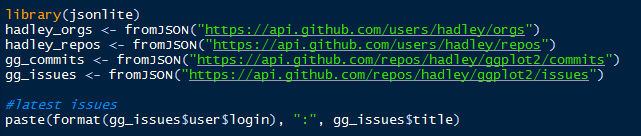 library(jsonlite)
hadley_orgs <- fromJSON("https://api.github.com/users/hadley/orgs")
hadley_repos <- fromJSON("https://api.github.com/users/hadley/repos")
gg_commits <- fromJSON("https://api.github.com/repos/hadley/ggplot2/commits")
gg_issues <- fromJSON("https://api.github.com/repos/hadley/ggplot2/issues")
#latest issues
paste(format(gg_issues$user$login), ":", gg_issues$title)